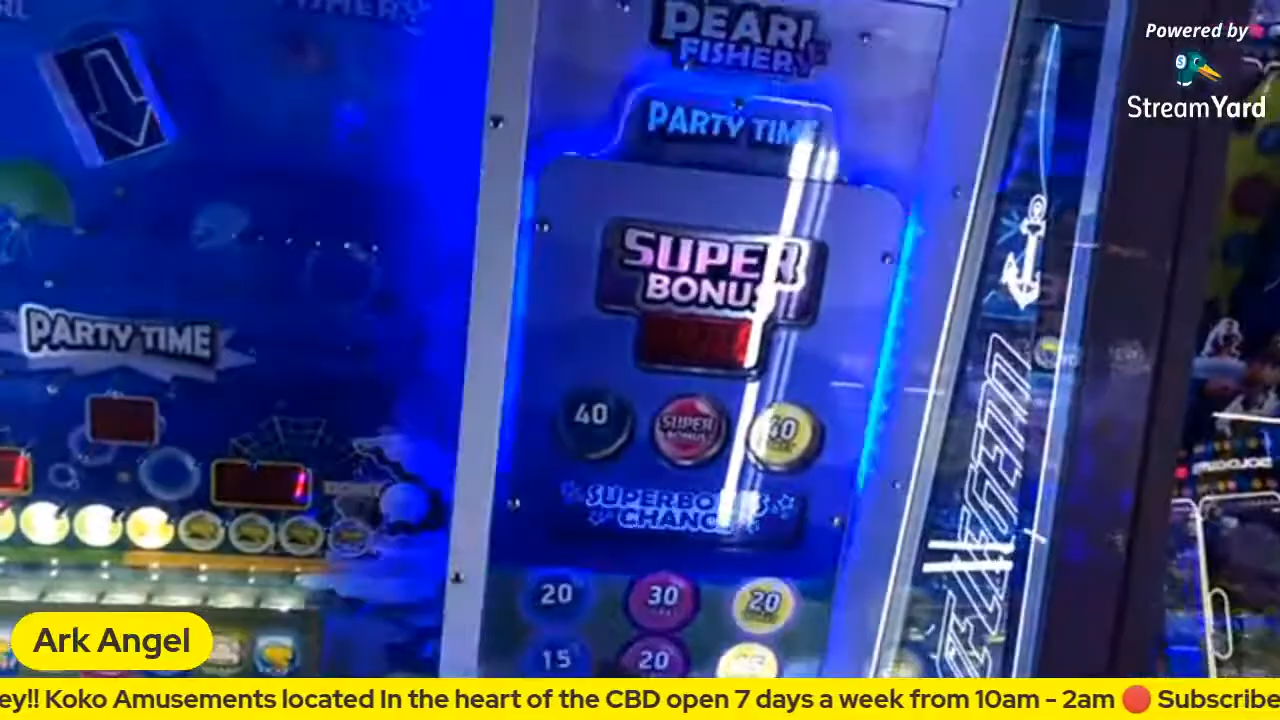 Powered by
StreamYard
PEARL
FISHERY
PARTY TIME
SUPER
BONUS
40
SUPER
BONUS
40
SUPERBONUS
CHANCE
20
30
20
15
20
PARTY TIME
Ark Angel
ey!! Koko Amusements located In the heart of the CBD open 7 days a week from 10am - 2am 🔴 Subscribe